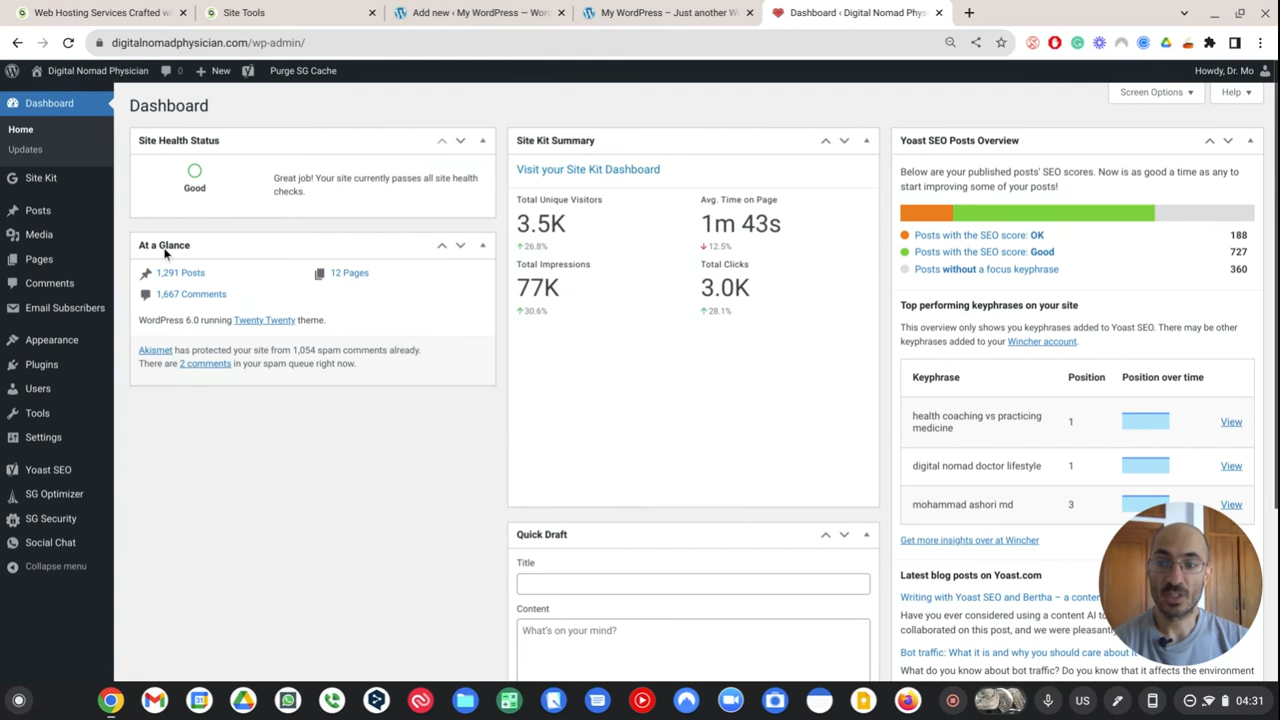 Web Hosting Services Crafted w
Site Tools
Add new ‹ My WordPress — Wor
My WordPress – Just another W
Dashboard ‹ Digital Nomad Phys
digitalnomadphysician.com/wp-admin/
Digital Nomad Physician
0
New
Purge SG Cache
Howdy, Dr. Mo
Dashboard
Home
Updates
Site Kit
Posts
Media
Pages
Comments
Email Subscribers
Appearance
Plugins
Users
Tools
Settings
Yoast SEO
SG Optimizer
SG Security
Social Chat
Collapse menu
Dashboard
Screen Options
Help
Site Health Status
Good
Great job! Your site currently passes all site health
checks.
At a Glance
1,291 Posts
12 Pages
1,667 Comments
WordPress 6.0 running Twenty Twenty theme.
Akismet has protected your site from 1,054 spam comments already.
There are 2 comments in your spam queue right now.
Site Kit Summary
Visit your Site Kit Dashboard
Total Unique Visitors
3.5K
26.8%
Avg. Time on Page
1m 43s
12.5%
Total Impressions
77K
30.6%
Total Clicks
3.0K
28.1%
Quick Draft
Title
Content
What's on your mind?
Yoast SEO Posts Overview
Below are your published posts' SEO scores. Now is as good a time as any to
start improving some of your posts!
Posts with the SEO score: OK 188
Posts with the SEO score: Good 727
Posts without a focus keyphrase 360
Top performing keyphrases on your site
This overview only shows you keyphrases added to Yoast SEO. There may be other
keyphrases added to your Wincher account.
Keyphrase Position Position over time
health coaching vs practicing
medicine
1 View
digital nomad doctor lifestyle 1 View
mohammad ashori md 3 View
Get more insights over at Wincher
Latest blog posts on Yoast.com
Writing with Yoast SEO and Bertha – a conten
Have you ever considered using a content AI to
collaborated on this post, and we were pleasantl
Bot traffic: What it is and why you should care about it
What do you know about bot traffic? Do you know that it affects the environment
US
04:31